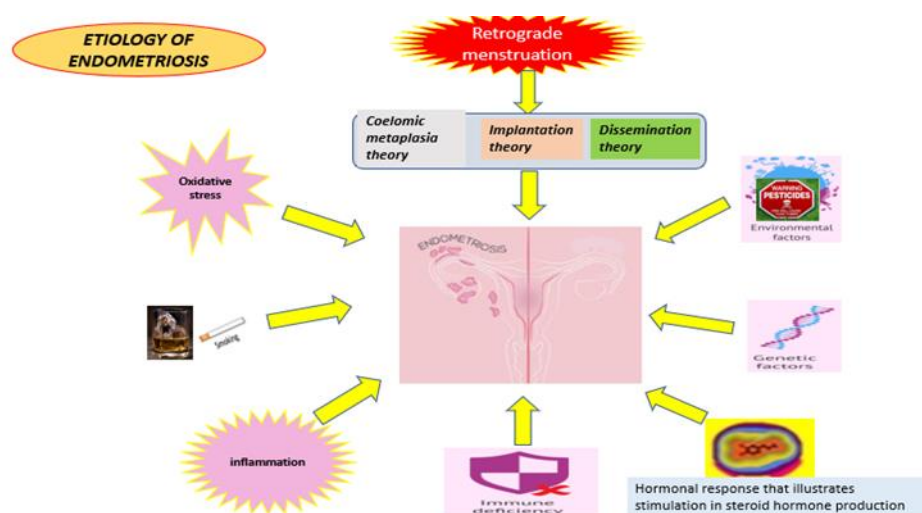 ETIOLOGY OF
ENDOMETRIOSIS
Retrograde
menstruation
Coelomic
metaplasia
theory
Implantation
theory
Dissemination
theory
Oxidative
stress
WARNING
PESTICIDES
Environmental
factors
ENDOMETRIOSIS
Smoking
Genetic
factors
inflammation
Immune
deficiency
Hormonal response that illustrates
stimulation in steroid hormone production